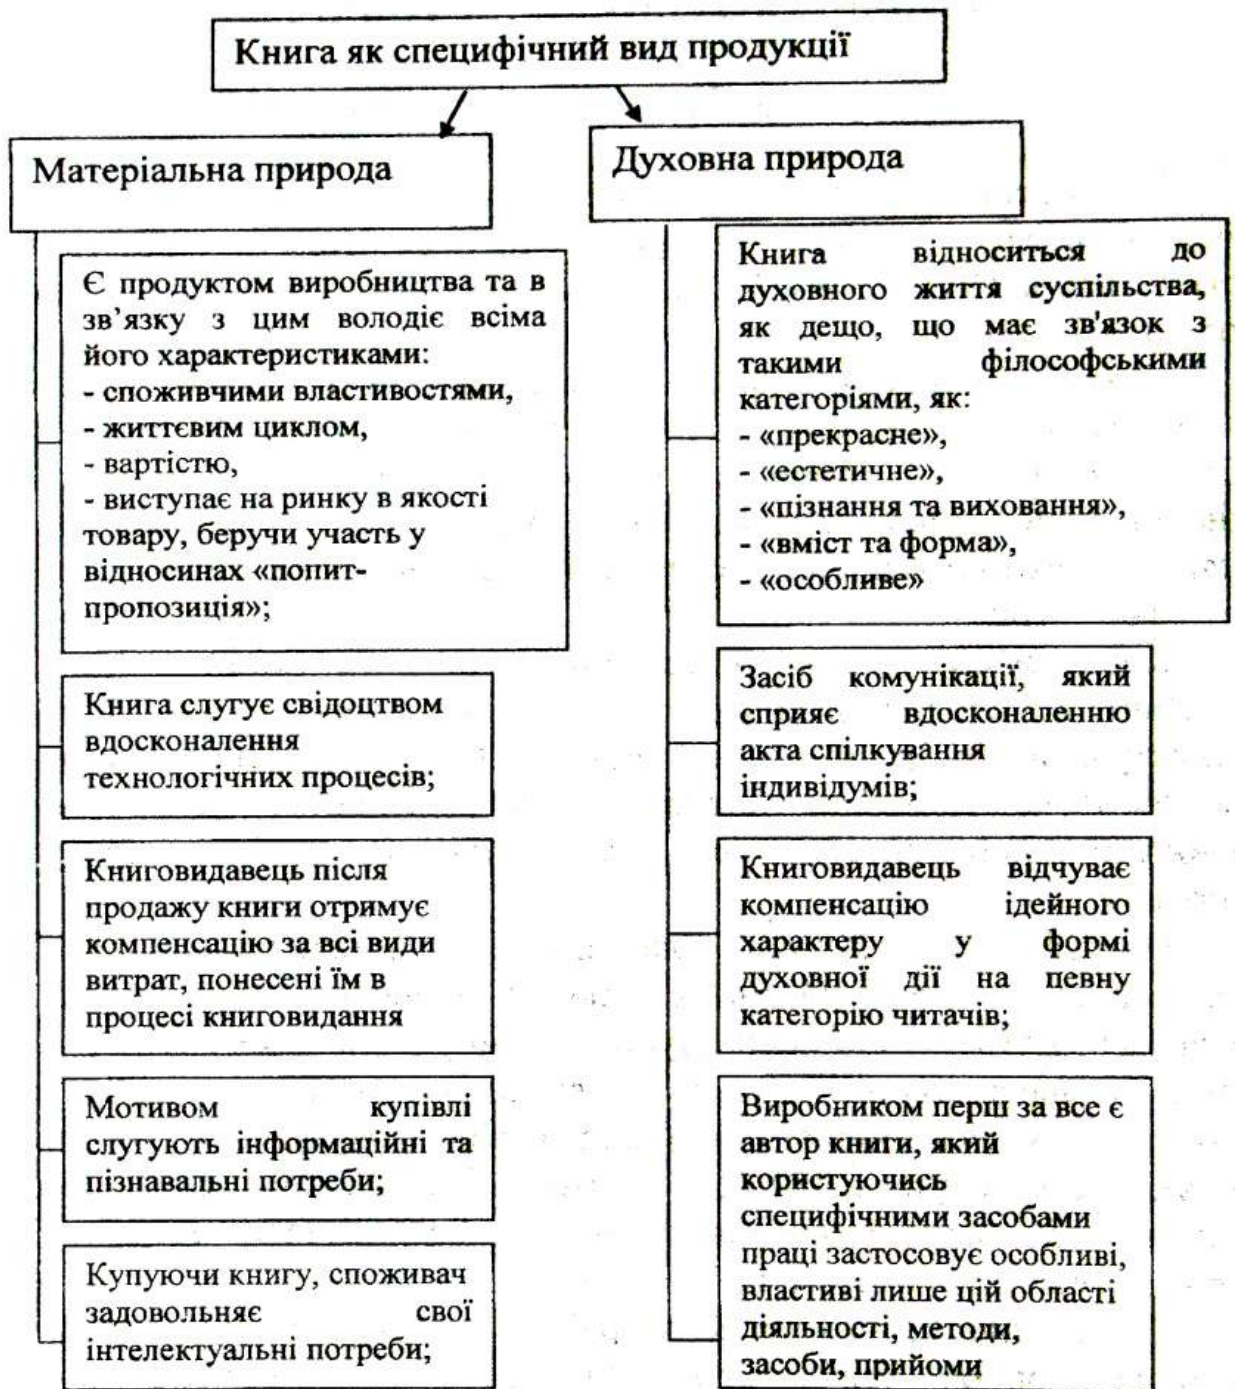 Книга як специфічний вид продукції
Матеріальна природа
Є продуктом виробництва та в
зв’язку з цим володіє всіма
його характеристиками:
- споживчими властивостями,
- життєвим циклом,
- вартістю,
- виступає на ринку в якості
товару, беручи участь у
відносинах «попит-
пропозиція»;
Книга слугує свідоцтвом
вдосконалення
технологічних процесів;
Книговидавець після
продажу книги отримує
компенсацію за всі види
витрат, понесені їм в
процесі книговидання
Мотивом купівлі
слугують інформаційні та
пізнавальні потреби;
Купуючи книгу, споживач
задовольняє свої
інтелектуальні потреби;
Духовна природа
Книга відноситься до
духовного життя суспільства,
як дещо, що має зв'язок з
такими філософськими
категоріями, як:
- «прекрасне»,
- «естетичне»,
- «пізнання та виховання»,
- «вміст та форма»,
- «особливе»
Засіб комунікації, який
сприяє вдосконаленню
акта спілкування
індивідумів;
Книговидавець відчуває
компенсацію ідейного
характеру у формі
духовної дії на певну
категорію читачів;
Виробником перш за все є
автор книги, який
користуючись
специфічними засобами
праці застосовує особливі,
властиві лише цій області
діяльності, методи,
засоби, прийоми